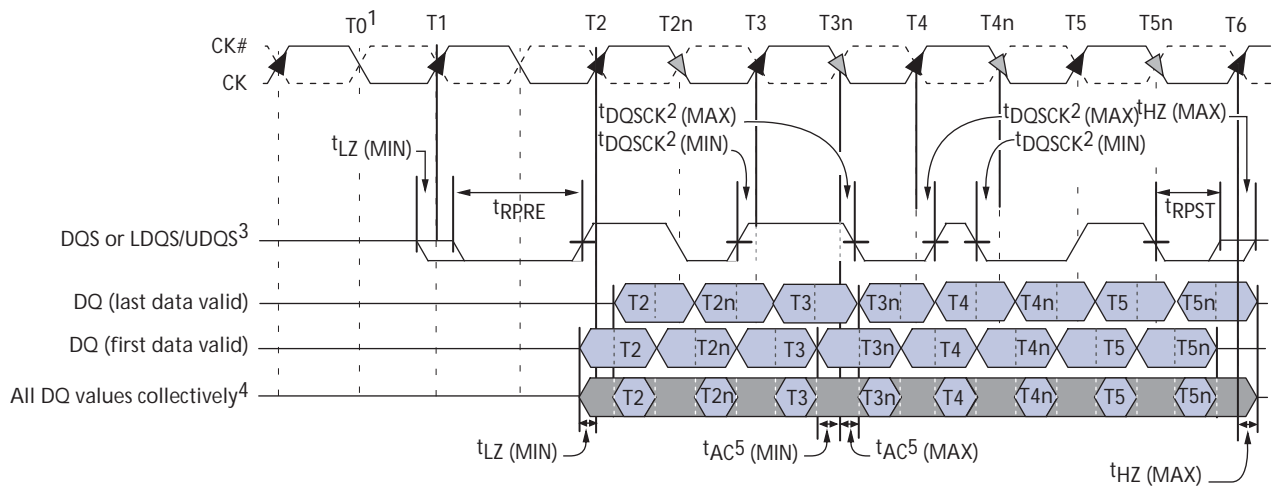 T0¹ T1 T2 T2n T3 T3n T4 T4n T5 T5n T6
CK#
CK
tDQSCK² (MAX) tDQSCK² (MAX) tHZ (MAX)
tLZ (MIN) tDQSCK² (MIN) tDQSCK² (MIN)
tRPRE tRPST
DQS or LDQS/UDQS³
DQ (last data valid) T2 T2n T3 T3n T4 T4n T5 T5n
DQ (first data valid) T2 T2n T3 T3n T4 T4n T5 T5n
All DQ values collectively⁴ T2 T2n T3 T3n T4 T4n T5 T5n
tLZ (MIN) tAC⁵ (MIN) tAC⁵ (MAX)
tHZ (MAX)